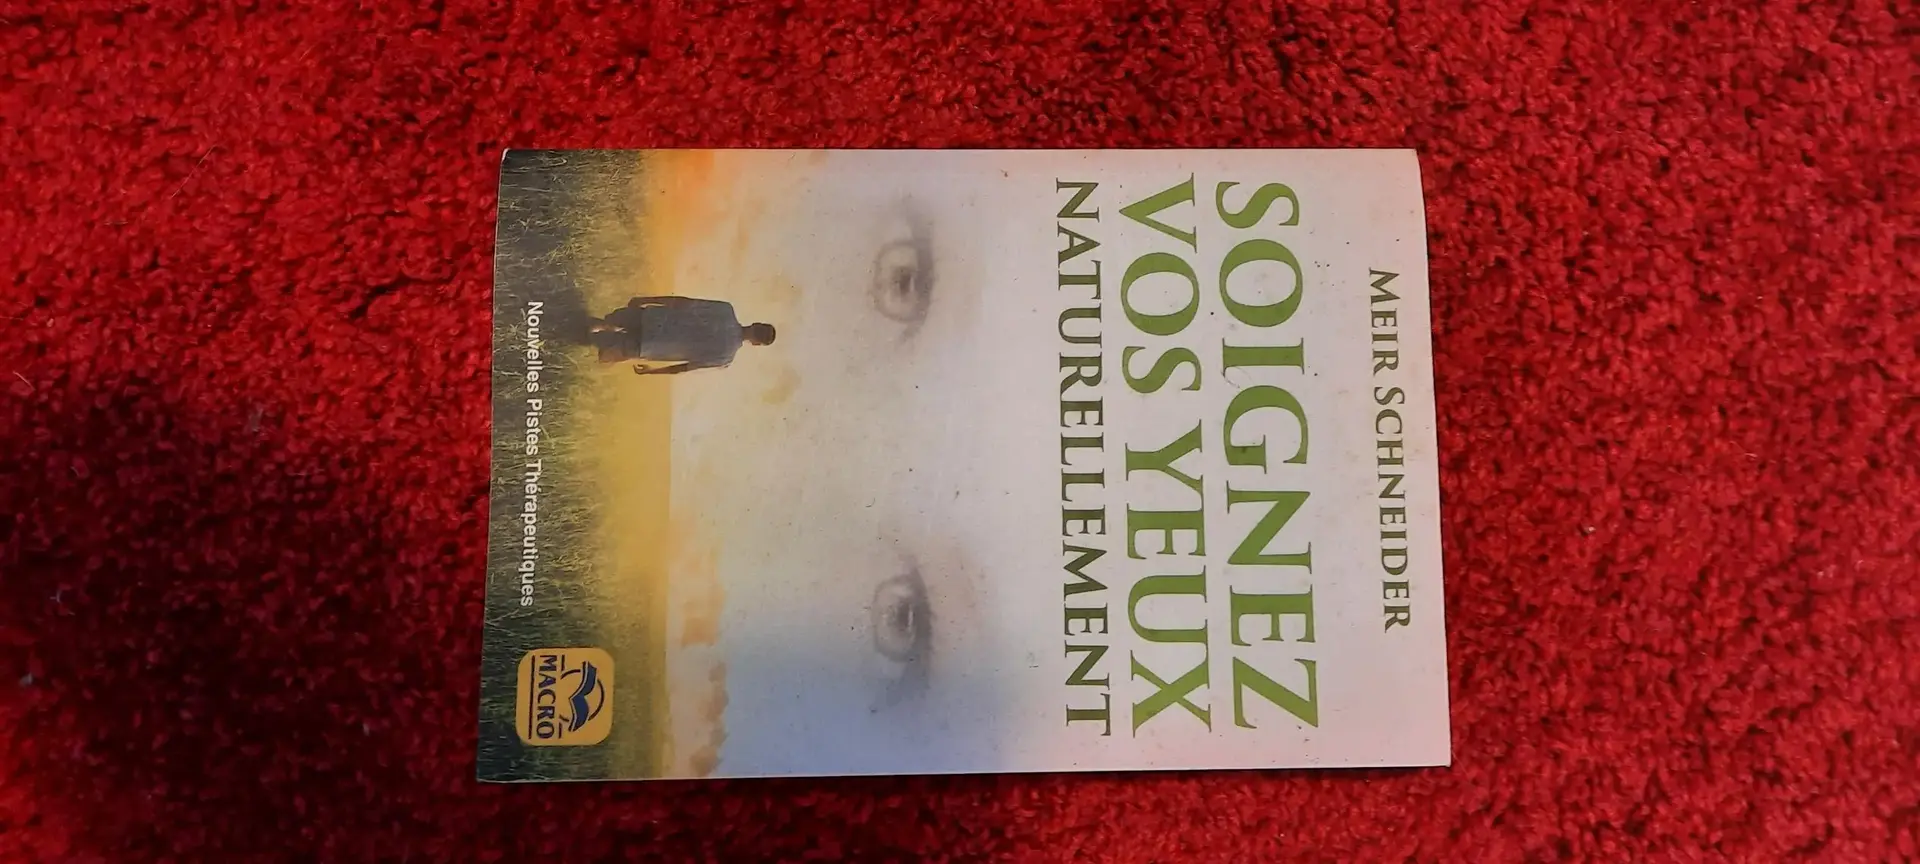 MEIR SCHNEIDER
SOIGNEZ
VOS YEUX
NATURELLEMENT
Nouvelles Pistes Thérapeutiques
MACRO